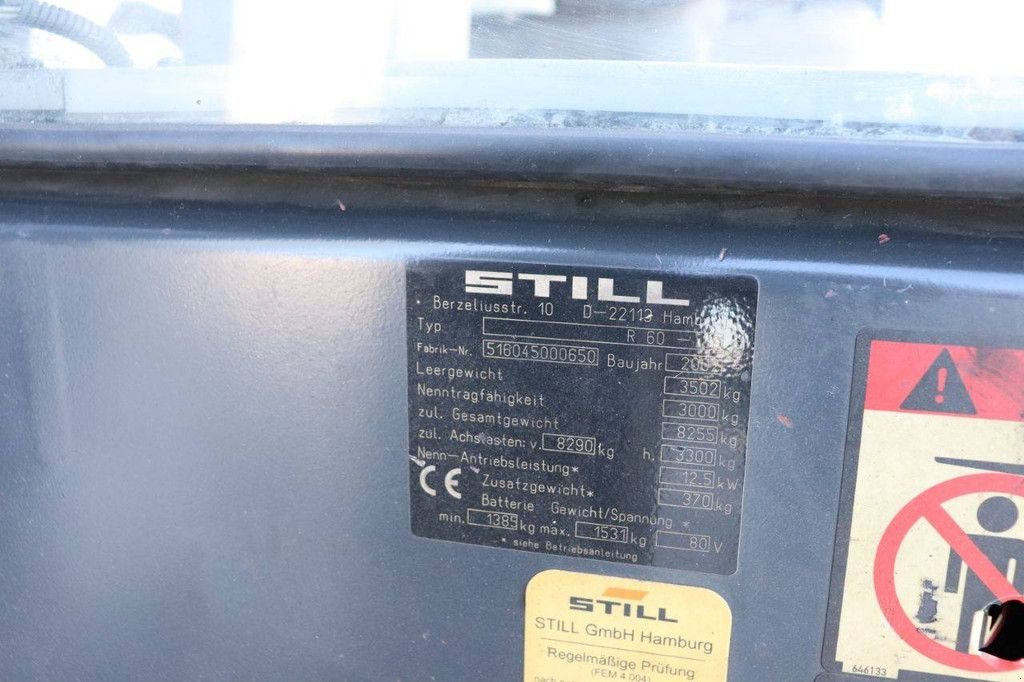 STILL
Berzeliusstr. 10 D-22113
Typ R 60 -
Fabrik-Nr. 516045000650 Baujahr
Leergewicht 3502 kg
Nenntragfähigkeit 3000 kg
zul. Gesamtgewicht 8255 kg
zul. Achslasten: v. 8290 kg h. 3300 kg
Nenn-Antriebsleistung* 12.5 kW
CE Zusatzgewicht* 370 kg
Batterie Gewicht/Spannung *
min. 1385 kg max. 1531 kg 80 V
* siehe Betriebsanleitung
STILL
STILL GmbH Hamburg
Regelmäßige Prüfung
(FEM 4.004)
646133